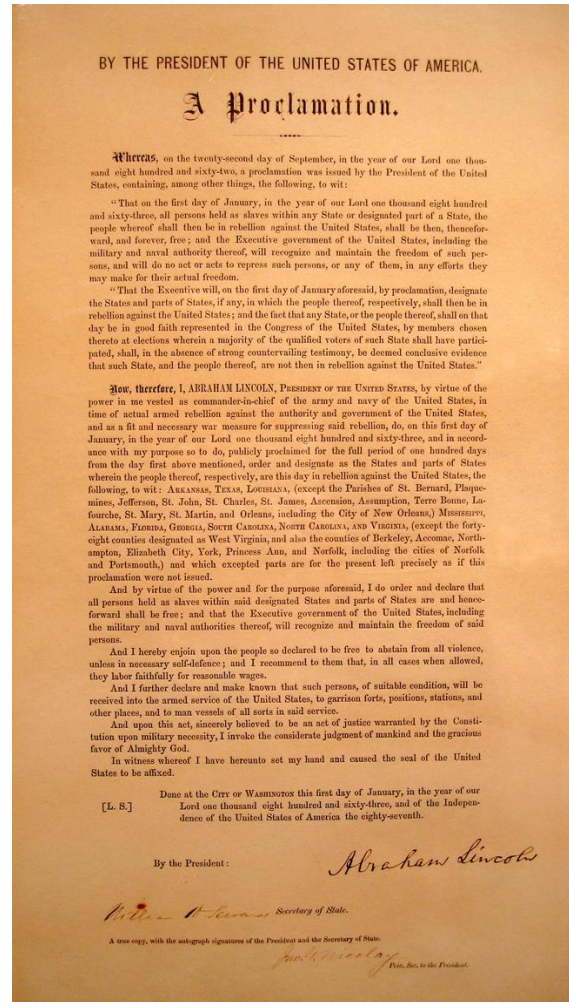 BY THE PRESIDENT OF THE UNITED STATES OF AMERICA.
A Proclamation.
Whereas, on the twenty-second day of September, in the year of our Lord one thou-
sand eight hundred and sixty-two, a proclamation was issued by the President of the United
States, containing, among other things, the following, to wit:
"That on the first day of January, in the year of our Lord one thousand eight hundred
and sixty-three, all persons held as slaves within any State or designated part of a State, the
people whereof shall then be in rebellion against the United States, shall be then, thencefor-
ward, and forever, free; and the Executive government of the United States, including the
military and naval authority thereof, will recognize and maintain the freedom of such per-
sons, and will do no act or acts to repress such persons, or any of them, in any efforts they
may make for their actual freedom.
"That the Executive will, on the first day of January aforesaid, by proclamation, designate
the States and parts of States, if any, in which the people thereof, respectively, shall then be in
rebellion against the United States; and the fact that any State, or the people thereof, shall on that
day be in good faith represented in the Congress of the United States, by members chosen
thereto at elections wherein a majority of the qualified voters of such State shall have partici-
pated, shall, in the absence of strong countervailing testimony, be deemed conclusive evidence
that such State, and the people thereof, are not then in rebellion against the United States."
Now, therefore, I, ABRAHAM LINCOLN, PRESIDENT OF THE UNITED STATES, by virtue of the
power in me vested as commander-in-chief of the army and navy of the United States, in
time of actual armed rebellion against the authority and government of the United States,
and as a fit and necessary war measure for suppressing said rebellion, do, on this first day of
January, in the year of our Lord one thousand eight hundred and sixty-three, and in accord-
ance with my purpose so to do, publicly proclaimed for the full period of one hundred days
from the day first above mentioned, order and designate as the States and parts of States
wherein the people thereof, respectively, are this day in rebellion against the United States, the
following, to wit: ARKANSAS, TEXAS, LOUISIANA, (except the Parishes of St. Bernard, Plaque-
mines, Jefferson, St. John, St. Charles, St. James, Ascension, Assumption, Terre Bonne, La-
fourche, St. Mary, St. Martin, and Orleans, including the City of New Orleans,) MISSISSIPPI,
ALABAMA, FLORIDA, GEORGIA, SOUTH CAROLINA, NORTH CAROLINA, AND VIRGINIA, (except the forty-
eight counties designated as West Virginia, and also the counties of Berkeley, Accomac, North-
ampton, Elizabeth City, York, Princess Ann, and Norfolk, including the cities of Norfolk
and Portsmouth,) and which excepted parts are for the present left precisely as if this
proclamation were not issued.
And by virtue of the power and for the purpose aforesaid, I do order and declare that
all persons held as slaves within said designated States and parts of States are and hence-
forward shall be free; and that the Executive government of the United States, including
the military and naval authorities thereof, will recognize and maintain the freedom of said
persons.
And I hereby enjoin upon the people so declared to be free to abstain from all violence,
unless in necessary self-defence; and I recommend to them that, in all cases when allowed,
they labor faithfully for reasonable wages.
And I further declare and make known that such persons, of suitable condition, will be
received into the armed service of the United States, to garrison forts, positions, stations, and
other places, and to man vessels of all sorts in said service.
And upon this act, sincerely believed to be an act of justice warranted by the Consti-
tution upon military necessity, I invoke the considerate judgment of mankind and the gracious
favor of Almighty God.
In witness whereof I have hereunto set my hand and caused the seal of the United
States to be affixed.
Done at the CITY OF WASHINGTON this first day of January, in the year of our
[L. S.] Lord one thousand eight hundred and sixty-three, and of the Indepen-
dence of the United States of America the eighty-seventh.
By the President: Abraham Lincoln
William H Seward Secretary of State.
A true copy, with the autograph signatures of the President and the Secretary of State.
Jno. G. Nicolay Priv. Sec. to the President.